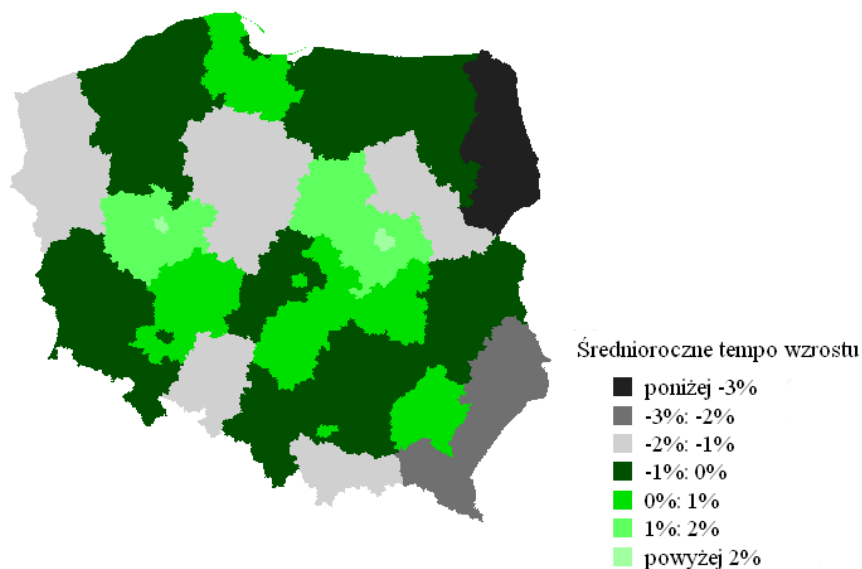 Średnioroczne tempo wzrostu
poniżej -3%
-3%: -2%
-2%: -1%
-1%: 0%
0%: 1%
1%: 2%
powyżej 2%